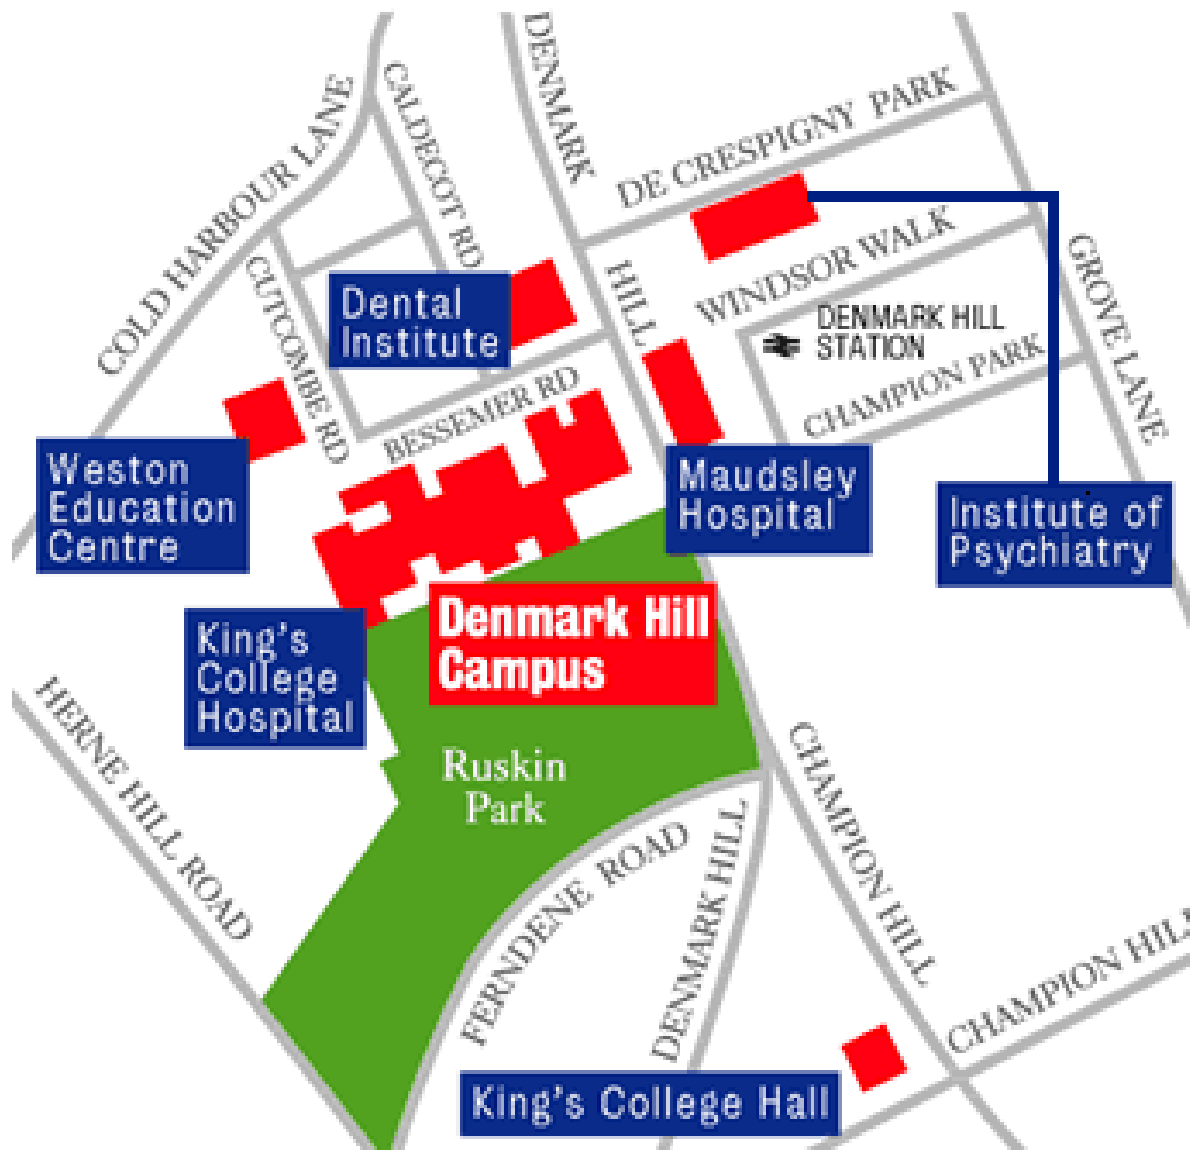 DENMARK
HILL
COLD HARBOUR LANE
CALDECOT RD
CUTCOMBE RD
DE CRESPIGNY PARK
WINDSOR WALK
DENMARK HILL
STATION
CHAMPION PARK
GROVE LANE
Dental
Institute
BESSEMER RD
Weston
Education
Centre
Maudsley
Hospital
Institute of
Psychiatry
King's
College
Hospital
Denmark Hill
Campus
Ruskin
Park
HERNE HILL ROAD
FERNDENE ROAD
DENMARK HILL
CHAMPION HILL
CHAMPION HILL
King's College Hall